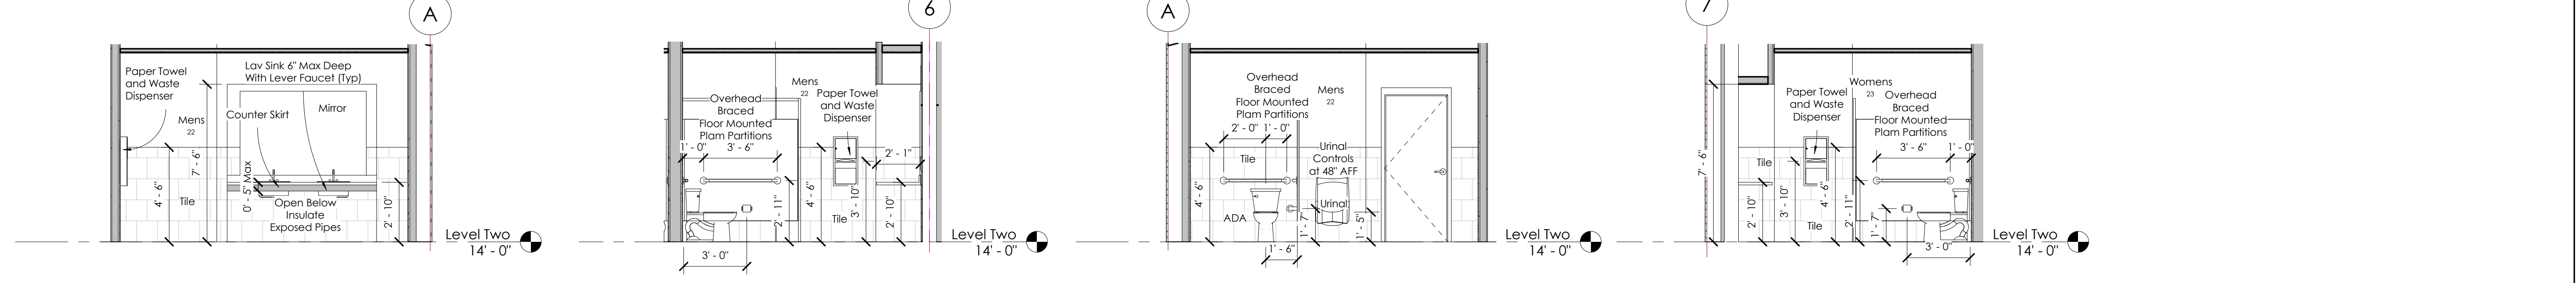 A
Paper Towel
and Waste
Dispenser
Lav Sink 6" Max Deep
With Lever Faucet (Typ)
Counter Skirt
Mirror
Mens
22
7' - 6"
4' - 6"
Tile
0' - 5" Max
Open Below
Insulate
Exposed Pipes
2' - 10"
Level Two
14' - 0"
6
Overhead
Braced
Floor Mounted
Plam Partitions
Mens
22
Paper Towel
and Waste
Dispenser
1' - 0"
3' - 6"
2' - 1"
2' - 11"
4' - 6"
3' - 10"
2' - 10"
Tile
3' - 0"
Level Two
14' - 0"
A
Overhead
Braced
Floor Mounted
Plam Partitions
Mens
22
2' - 0"
1' - 0"
Tile
Urinal
Controls
at 48" AFF
4' - 6"
ADA
Urinal
1' - 7"
1' - 5"
1' - 6"
Level Two
14' - 0"
7
Womens
23
Paper Towel
and Waste
Dispenser
Overhead
Braced
Floor Mounted
Plam Partitions
7' - 6"
3' - 6"
1' - 0"
Tile
2' - 10"
3' - 10"
4' - 6"
2' - 11"
1' - 7"
Tile
3' - 0"
Level Two
14' - 0"